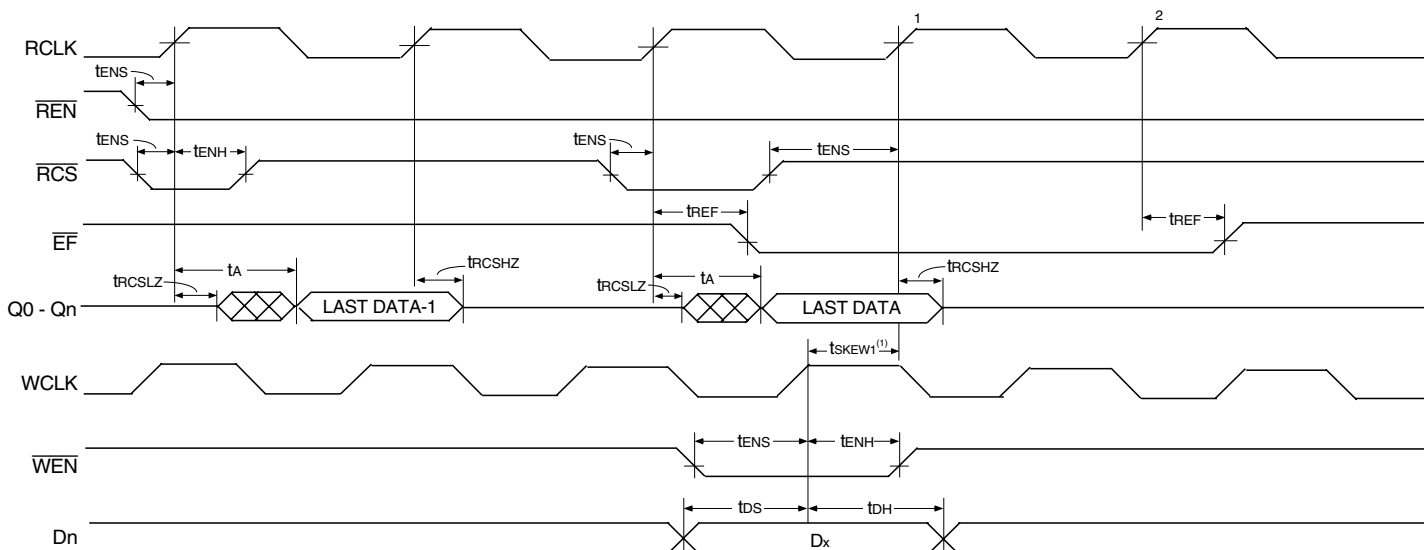 1
2
RCLK
tENS
REN
tENS
tENH
tENS
tENS
RCS
tREF
tREF
EF
tA
tRCSHZ
tA
tRCSHZ
tRCSLZ
tRCSLZ
Q0 - Qn
LAST DATA-1
LAST DATA
tSKEW1(1)
WCLK
tENS
tENH
WEN
tDS
tDH
Dn
Dx